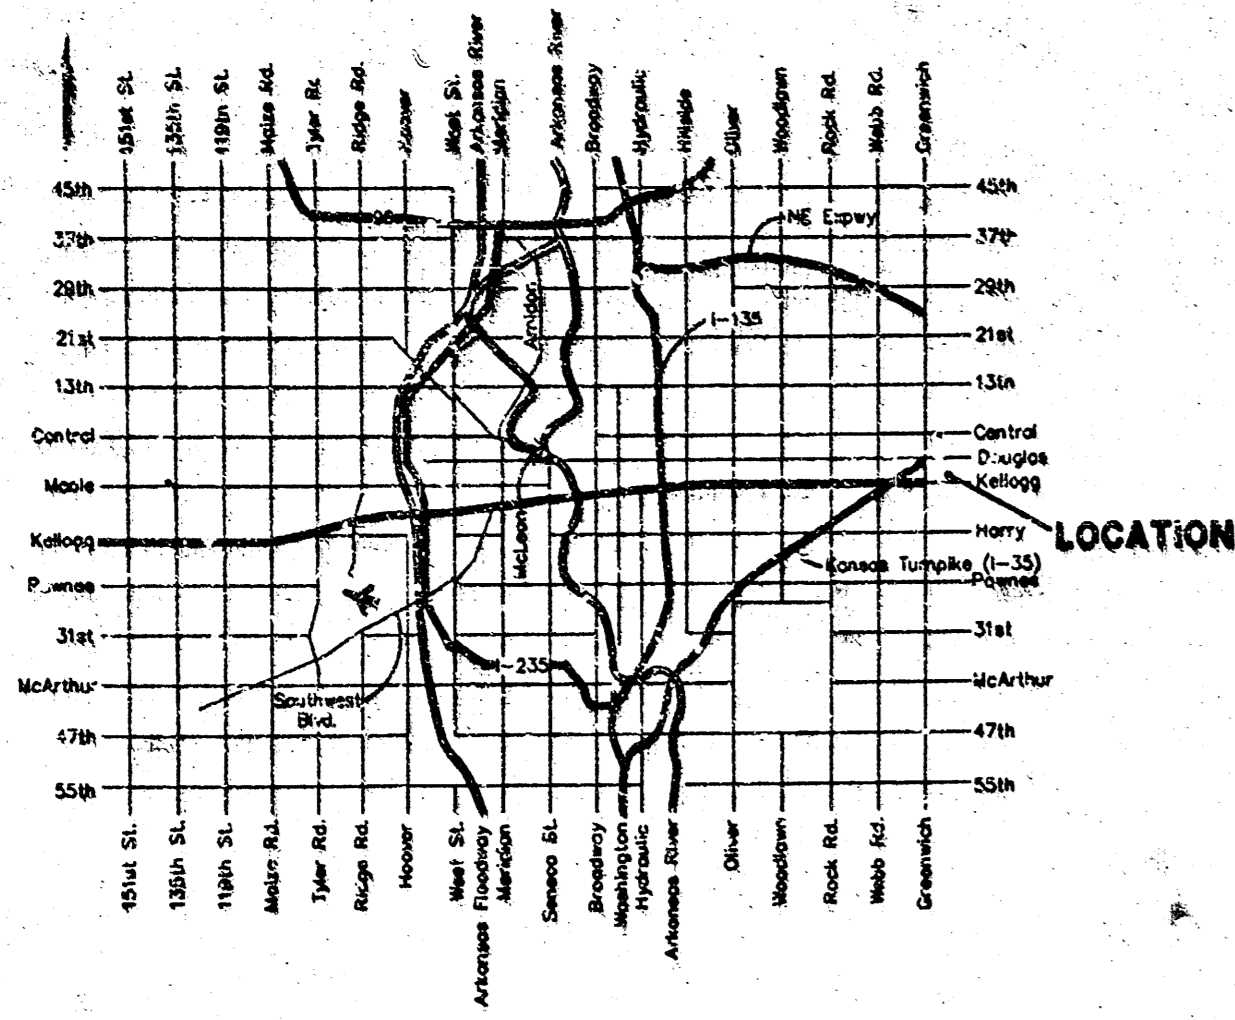 151st St.
135th St.
119th St.
Maize Rd.
Tyler Rd.
Ridge Rd.
Hoover
West St.
Arkansas River
Meridian
Arkansas River
Broadway
Hydraulic
Hillside
Oliver
Woodlawn
Rock Rd.
Webb Rd.
Greenwich
45th
45th
NE Expwy
37th
37th
29th
29th
Amidon
I-135
21st
21st
13th
13th
Central
Central
Douglas
Maple
Kellogg
LOCATION
Kellogg
McLean
Harry
Kansas Turnpike (I-35)
Pawnee
Pawnee
31st
31st
I-235
McArthur
McArthur
Southwest
Blvd.
47th
47th
55th
55th
151st St.
135th St.
119th St.
Maize Rd.
Tyler Rd.
Ridge Rd.
Hoover
West St.
Arkansas Floodway
Meridian
Seneca St.
Broadway
Washington
Hydraulic
Arkansas River
Oliver
Woodlawn
Rock Rd.
Webb Rd.
Greenwich